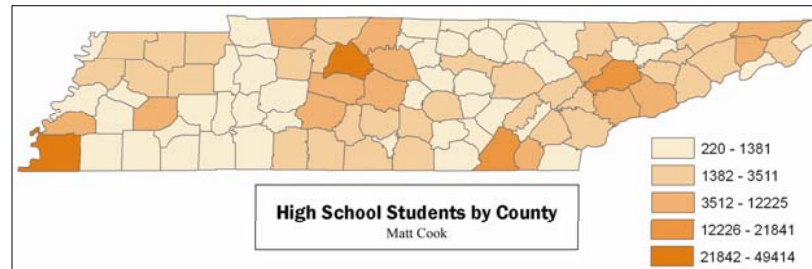 220 - 1381
1382 - 3511
3512 - 12225
12226 - 21841
21842 - 49414
High School Students by County
Matt Cook